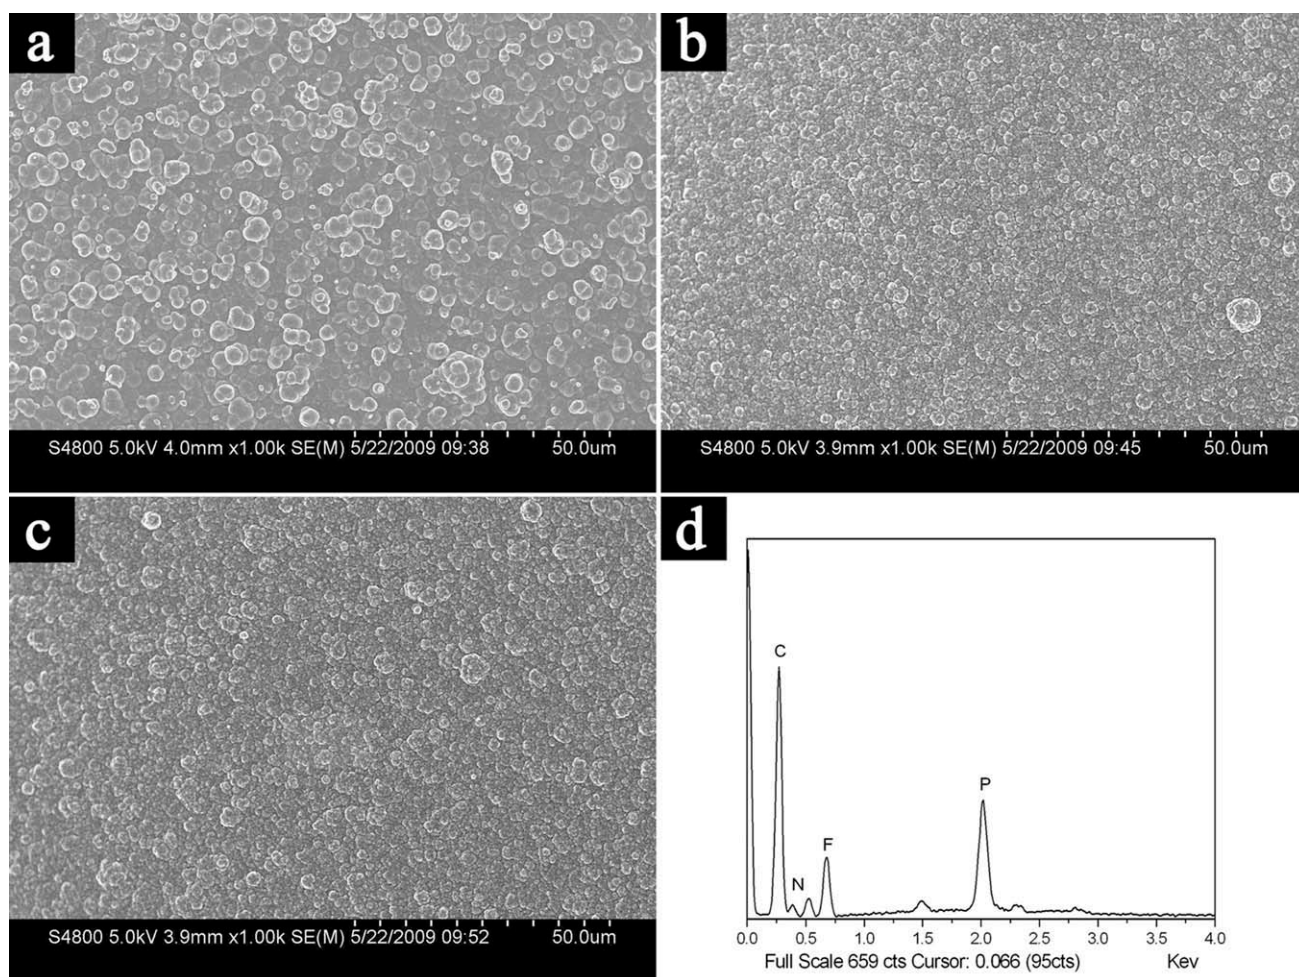 a
S4800 5.0kV 4.0mm x1.00k SE(M) 5/22/2009 09:38 50.0um
b
S4800 5.0kV 3.9mm x1.00k SE(M) 5/22/2009 09:45 50.0um
c
S4800 5.0kV 3.9mm x1.00k SE(M) 5/22/2009 09:52 50.0um
d
C
P
F
N
0.0 0.5 1.0 1.5 2.0 2.5 3.0 3.5 4.0
Full Scale 659 cts Cursor: 0.066 (95cts) Kev